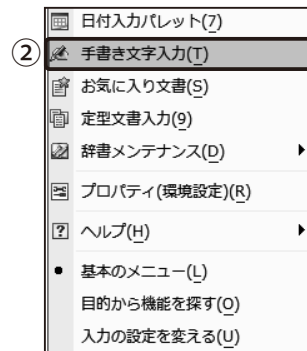 日付入力パレット(7)
② 手書き文字入力(T)
お気に入り文書(S)
定型文書入力(9)
辞書メンテナンス(D)
プロパティ(環境設定)(R)
ヘルプ(H)
基本のメニュー(L)
目的から機能を探す(O)
入力の設定を変える(U)